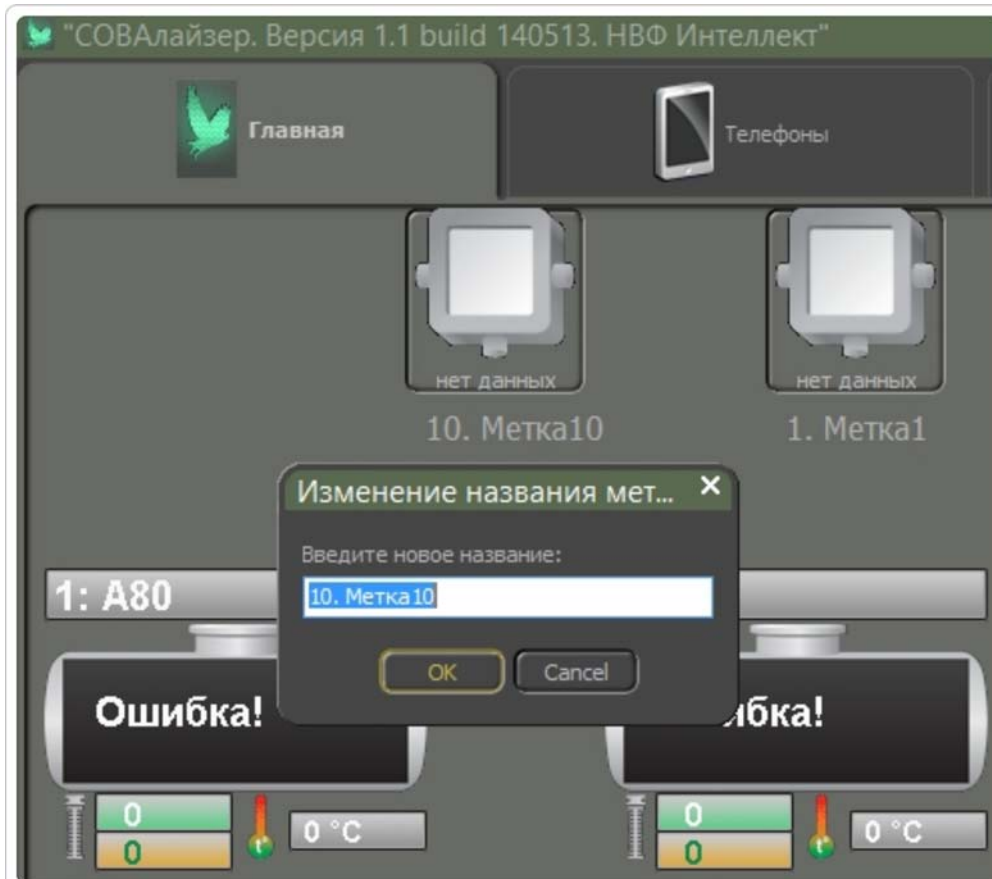 "СОВАлайзер. Версия 1.1 build 140513. НВФ Интеллект"
Главная
Телефоны
нет данных
нет данных
10. Метка10
1. Метка1
Изменение названия мет...
Введите новое название:
10. Метка10
OK
Cancel
1: А80
Ошибка!
ибка!
0
0
0 °C
0
0
0 °C